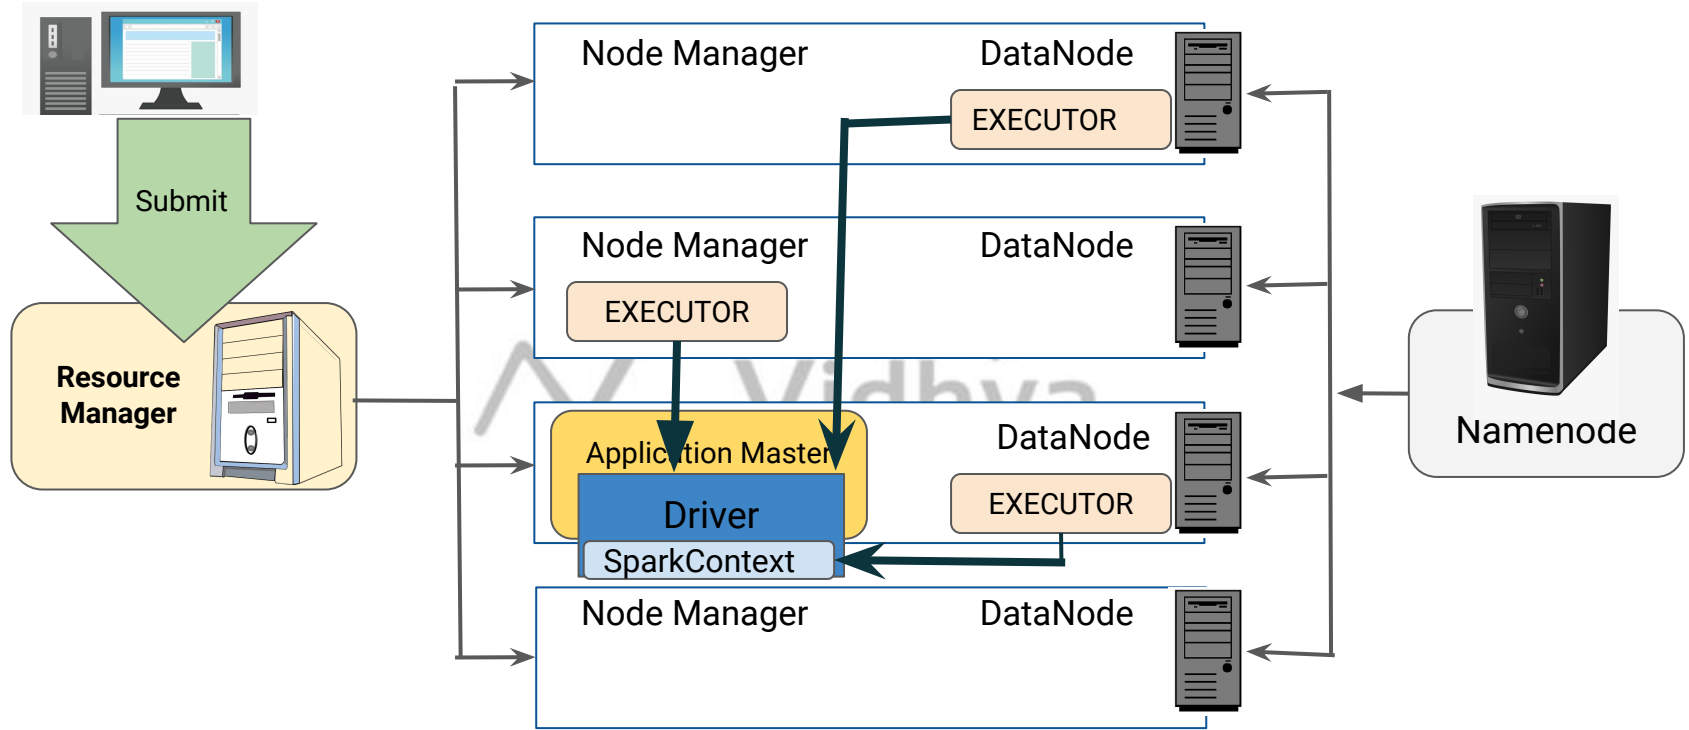 Submit
Resource
Manager
Node Manager DataNode
EXECUTOR
Node Manager DataNode
EXECUTOR
Vidhya
Application Master
DataNode
Driver
EXECUTOR
SparkContext
Node Manager DataNode
Namenode